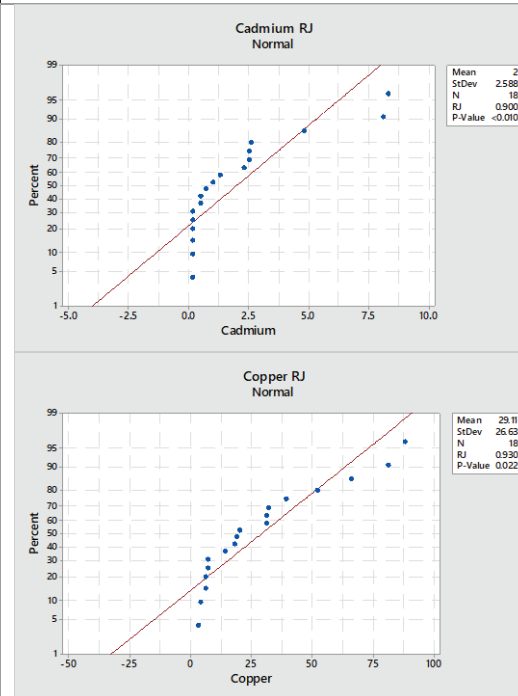 Cadmium RJ
Normal
99
95
90
80
70
60
50
40
30
20
10
5
1
Percent
-5.0 -2.5 0.0 2.5 5.0 7.5 10.0
Cadmium
Mean 2
StDev 2.588
N 18
RJ 0.900
P-Value <0.010
Copper RJ
Normal
99
95
90
80
70
60
50
40
30
20
10
5
1
Percent
-50 -25 0 25 50 75 100
Copper
Mean 29.11
StDev 26.63
N 18
RJ 0.930
P-Value 0.022